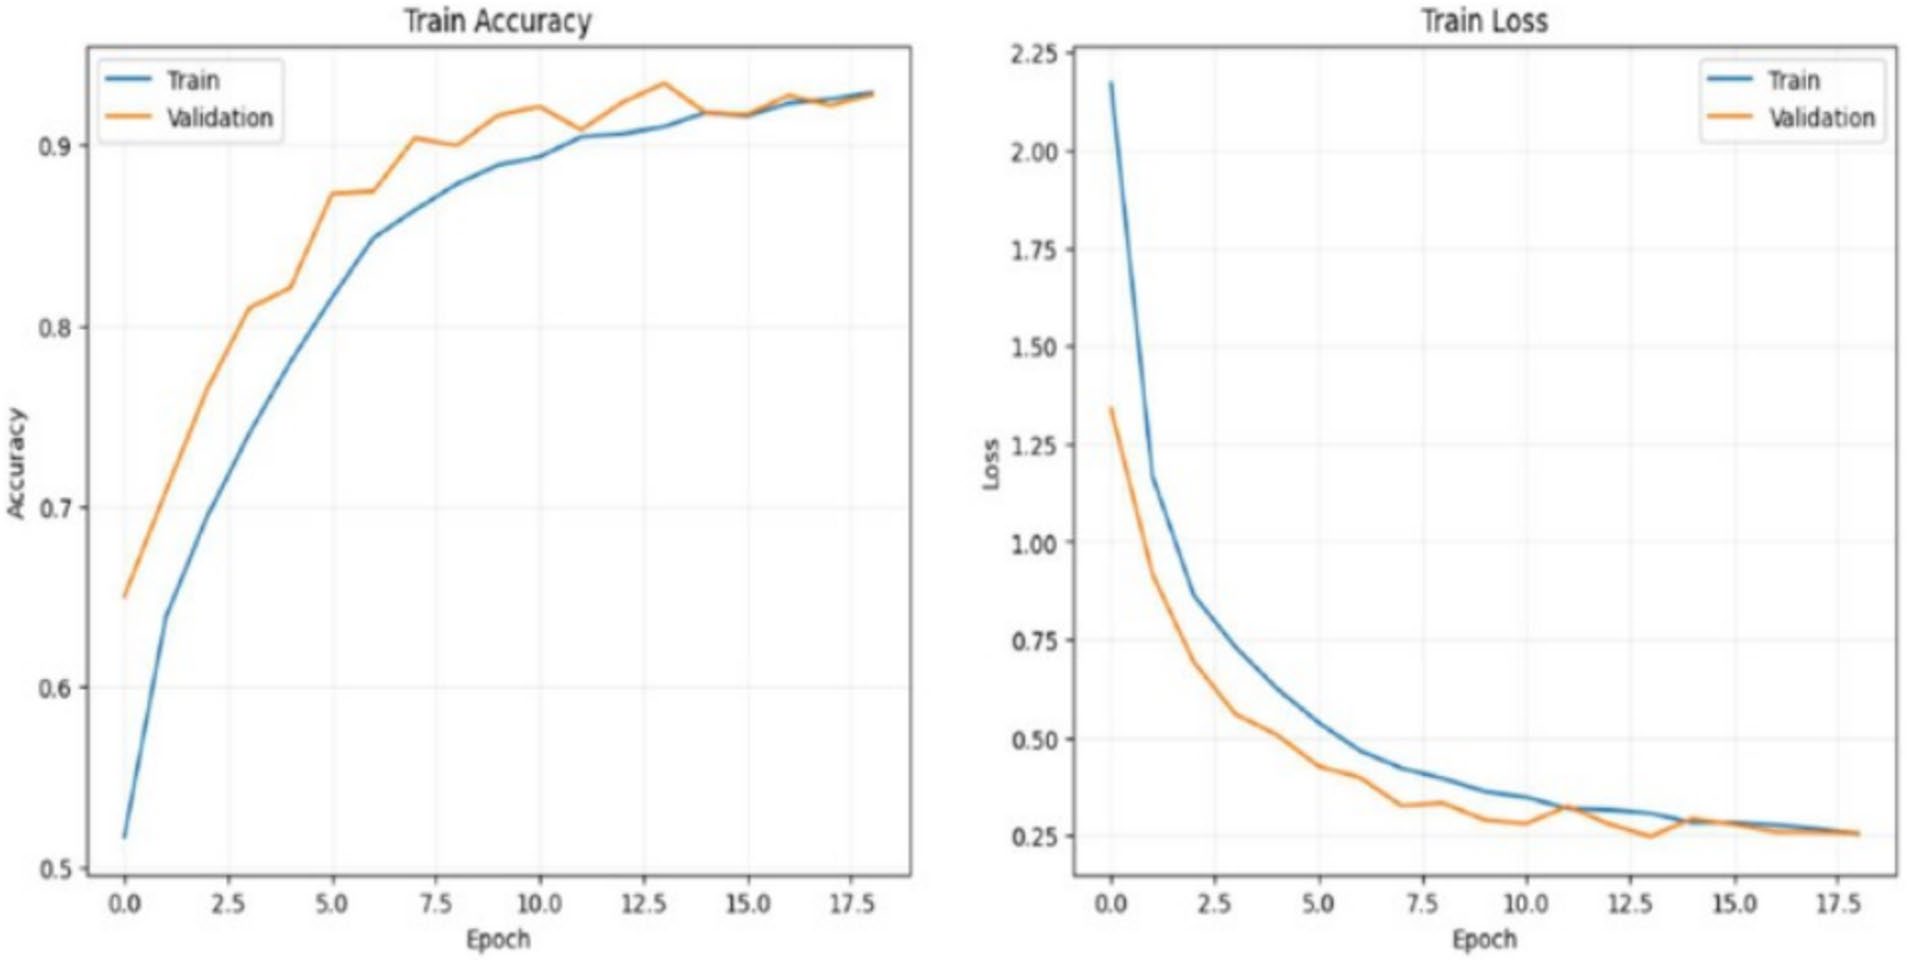 Train Accuracy
Train
Validation
0.9
0.8
0.7
0.6
0.5
Accuracy
0.0 2.5 5.0 7.5 10.0 12.5 15.0 17.5
Epoch
Train Loss
Train
Validation
2.25
2.00
1.75
1.50
1.25
1.00
0.75
0.50
0.25
Loss
0.0 2.5 5.0 7.5 10.0 12.5 15.0 17.5
Epoch